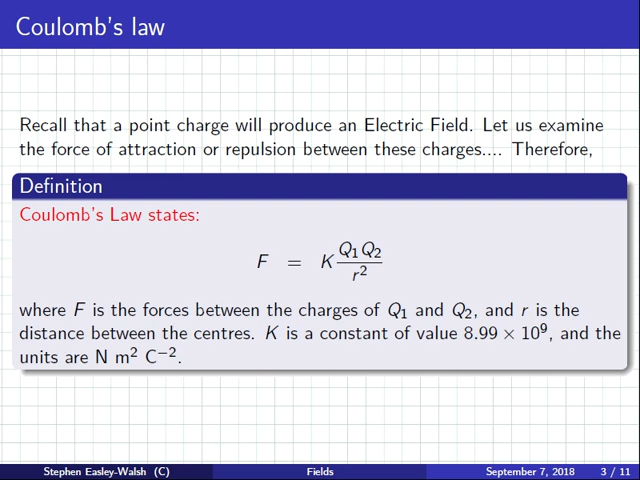 Coulomb's law
Recall that a point charge will produce an Electric Field. Let us examine
the force of attraction or repulsion between these charges.... Therefore,
Definition
Coulomb's Law states:
F = K Q₁Q₂/r²
where F is the forces between the charges of Q₁ and Q₂, and r is the
distance between the centres. K is a constant of value 8.99 × 10⁹, and the
units are N m² C⁻².
Stephen Easley-Walsh (C) Fields September 7, 2018 3 / 11